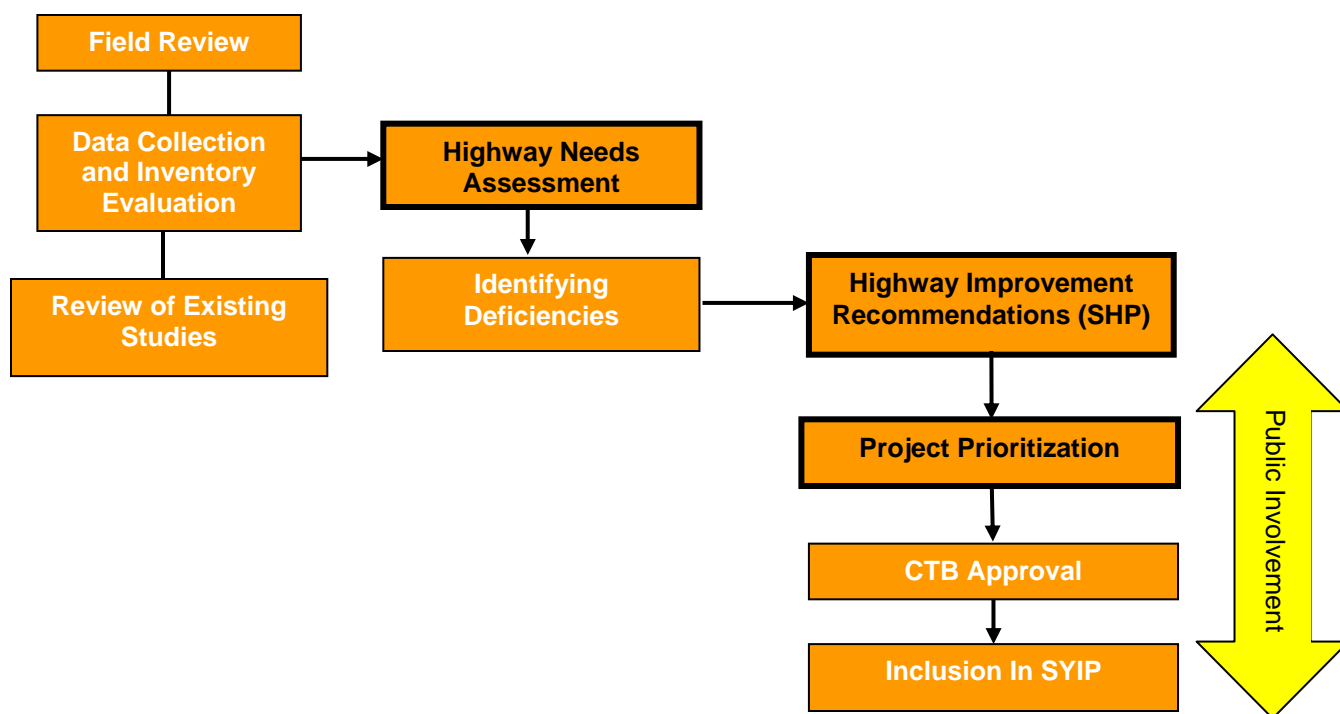 Field Review
Data Collection
and Inventory
Evaluation
Review of Existing
Studies
Highway Needs
Assessment
Identifying
Deficiencies
Highway Improvement
Recommendations (SHP)
Project Prioritization
CTB Approval
Inclusion In SYIP
Public Involvement